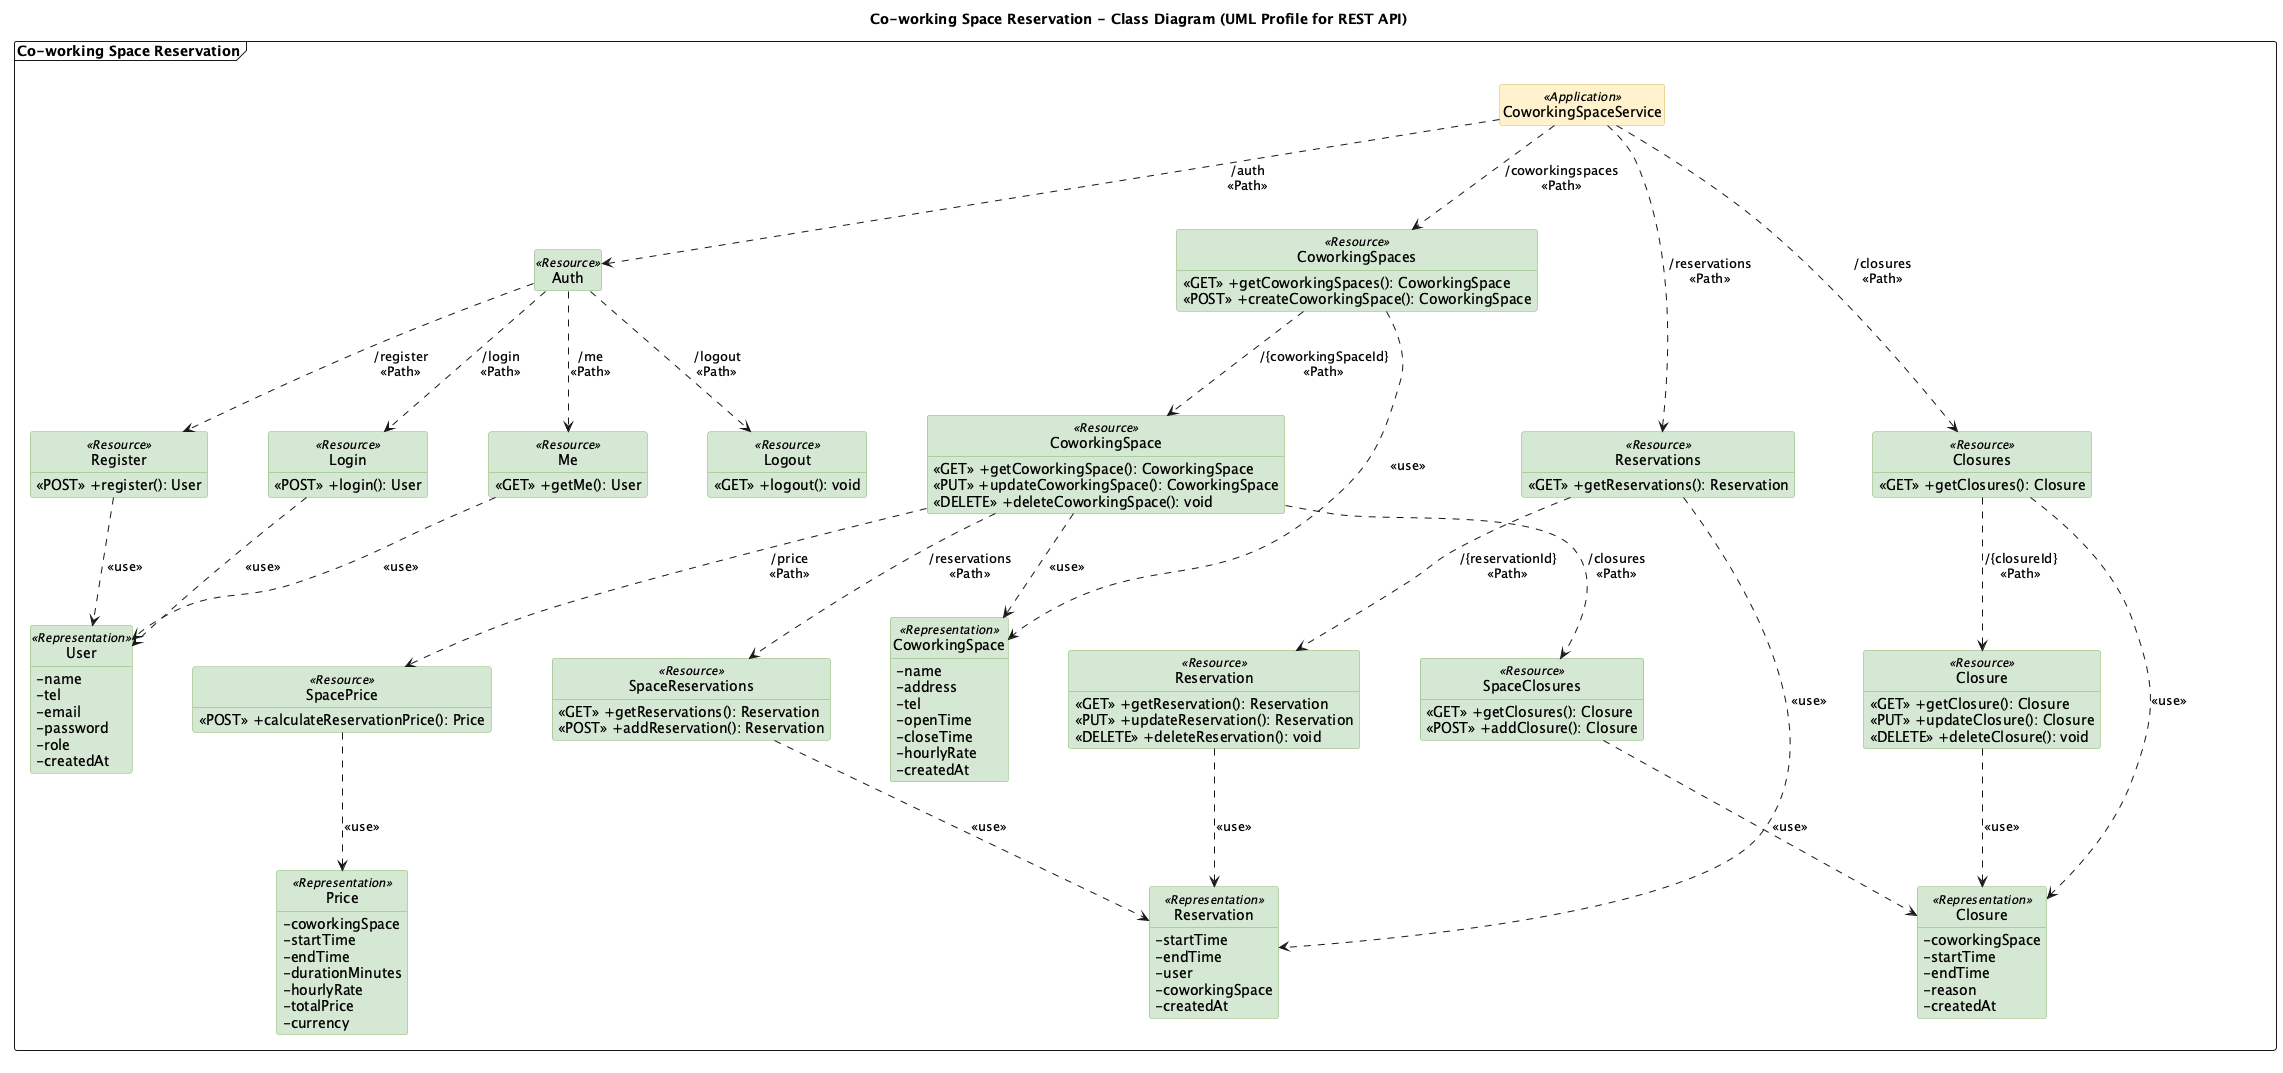 Co-working Space Reservation - Class Diagram (UML Profile for REST API)
Co-working Space Reservation
«Application»
CoworkingSpaceService
/auth
«Path»
/coworkingspaces
«Path»
/reservations
«Path»
/closures
«Path»
«Resource»
Auth
«Resource»
CoworkingSpaces
«GET» +getCoworkingSpaces(): CoworkingSpace
«POST» +createCoworkingSpace(): CoworkingSpace
/register
«Path»
/login
«Path»
/me
«Path»
/logout
«Path»
/{coworkingSpaceId}
«Path»
«Resource»
Register
«POST» +register(): User
«Resource»
Login
«POST» +login(): User
«Resource»
Me
«GET» +getMe(): User
«Resource»
Logout
«GET» +logout(): void
«Resource»
CoworkingSpace
«GET» +getCoworkingSpace(): CoworkingSpace
«PUT» +updateCoworkingSpace(): CoworkingSpace
«DELETE» +deleteCoworkingSpace(): void
«use»
«Resource»
Reservations
«GET» +getReservations(): Reservation
«Resource»
Closures
«GET» +getClosures(): Closure
«use»
«use»
«use»
/price
«Path»
/reservations
«Path»
«use»
/{reservationId}
«Path»
/closures
«Path»
/{closureId}
«Path»
«Representation»
User
-name
-tel
-email
-password
-role
-createdAt
«Resource»
SpacePrice
«POST» +calculateReservationPrice(): Price
«Resource»
SpaceReservations
«GET» +getReservations(): Reservation
«POST» +addReservation(): Reservation
«Representation»
CoworkingSpace
-name
-address
-tel
-openTime
-closeTime
-hourlyRate
-createdAt
«Resource»
Reservation
«GET» +getReservation(): Reservation
«PUT» +updateReservation(): Reservation
«DELETE» +deleteReservation(): void
«Resource»
SpaceClosures
«GET» +getClosures(): Closure
«POST» +addClosure(): Closure
«use»
«Resource»
Closure
«GET» +getClosure(): Closure
«PUT» +updateClosure(): Closure
«DELETE» +deleteClosure(): void
«use»
«use»
«use»
«use»
«use»
«use»
«Representation»
Price
-coworkingSpace
-startTime
-endTime
-durationMinutes
-hourlyRate
-totalPrice
-currency
«Representation»
Reservation
-startTime
-endTime
-user
-coworkingSpace
-createdAt
«Representation»
Closure
-coworkingSpace
-startTime
-endTime
-reason
-createdAt